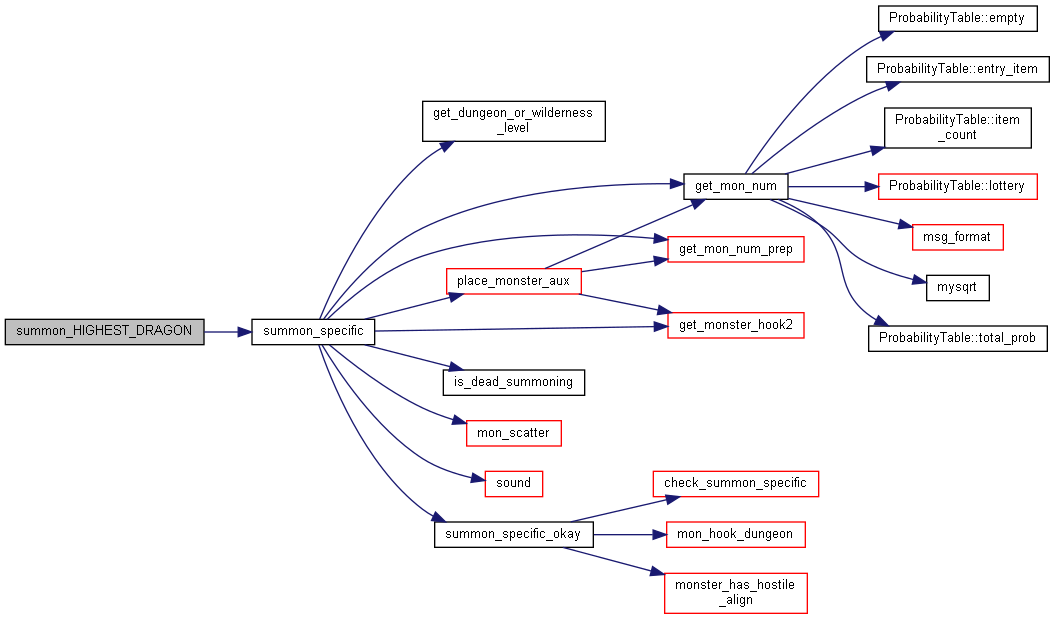 ProbabilityTable::empty
ProbabilityTable::entry_item
get_dungeon_or_wilderness
_level
ProbabilityTable::item
_count
get_mon_num
ProbabilityTable::lottery
msg_format
get_mon_num_prep
place_monster_aux
mysqrt
summon_HIGHEST_DRAGON
summon_specific
get_monster_hook2
ProbabilityTable::total_prob
is_dead_summoning
mon_scatter
sound
check_summon_specific
summon_specific_okay
mon_hook_dungeon
monster_has_hostile
_align